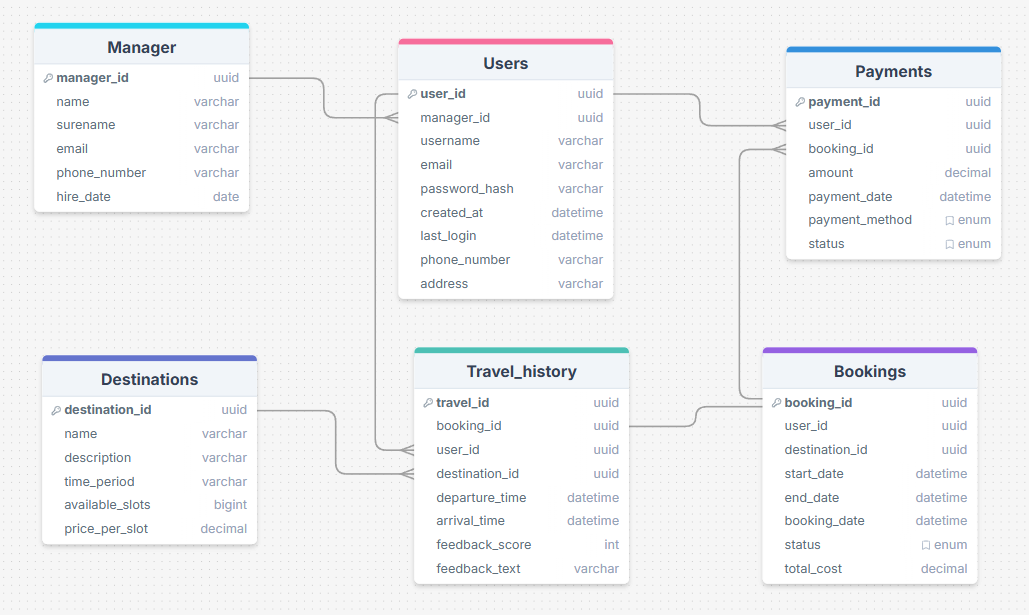 Manager
manager_id uuid
name varchar
surename varchar
email varchar
phone_number varchar
hire_date date
Users
user_id uuid
manager_id uuid
username varchar
email varchar
password_hash varchar
created_at datetime
last_login datetime
phone_number varchar
address varchar
Payments
payment_id uuid
user_id uuid
booking_id uuid
amount decimal
payment_date datetime
payment_method enum
status enum
Destinations
destination_id uuid
name varchar
description varchar
time_period varchar
available_slots bigint
price_per_slot decimal
Travel_history
travel_id uuid
booking_id uuid
user_id uuid
destination_id uuid
departure_time datetime
arrival_time datetime
feedback_score int
feedback_text varchar
Bookings
booking_id uuid
user_id uuid
destination_id uuid
start_date datetime
end_date datetime
booking_date datetime
status enum
total_cost decimal